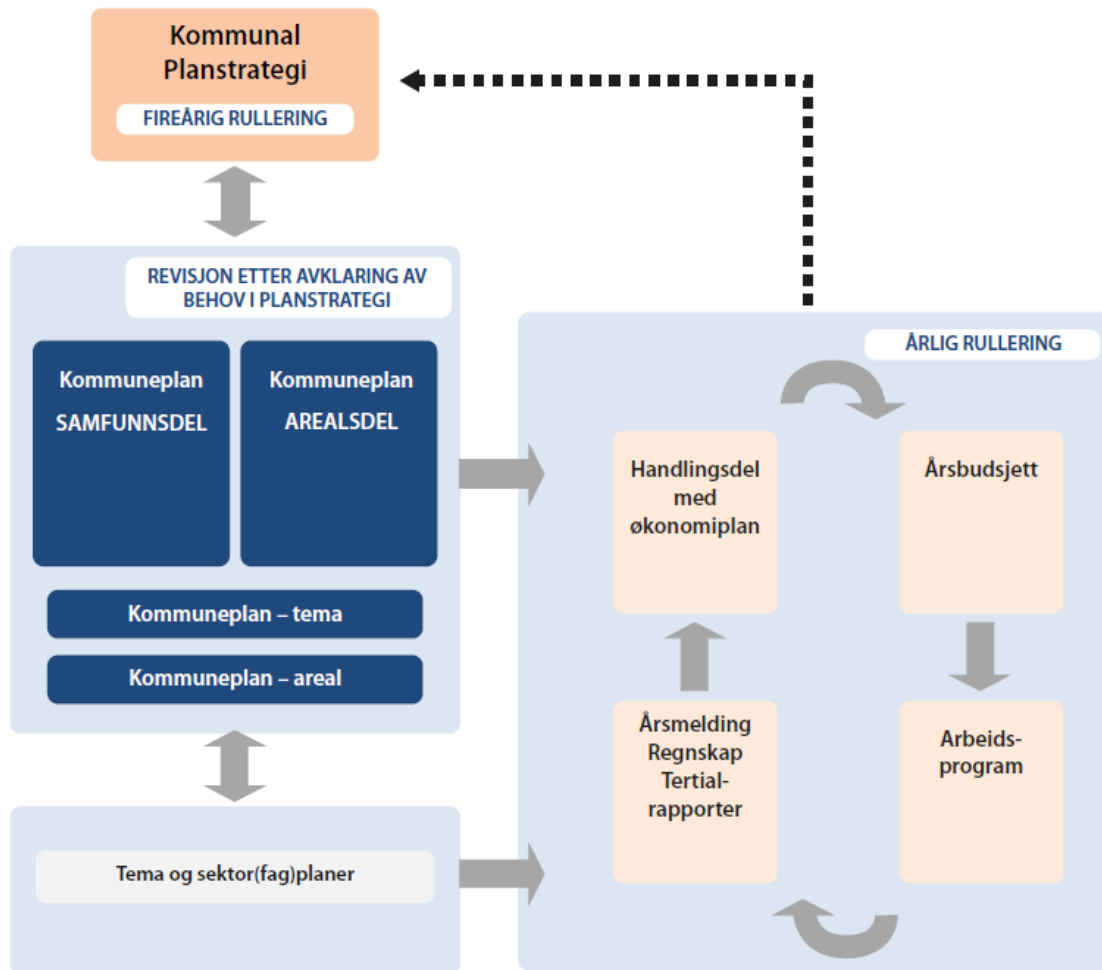 Kommunal
Planstrategi
FIREÅRIG RULLERING
REVISJON ETTER AVKLARING AV
BEHOV I PLANSTRATEGI
Kommuneplan
SAMFUNNSDEL
Kommuneplan
AREALSDEL
Kommuneplan – tema
Kommuneplan – areal
Tema og sektor(fag)planer
ÅRLIG RULLERING
Handlingsdel
med
økonomiplan
Årsbudsjett
Årsmelding
Regnskap
Tertial-
rapporter
Arbeids-
program